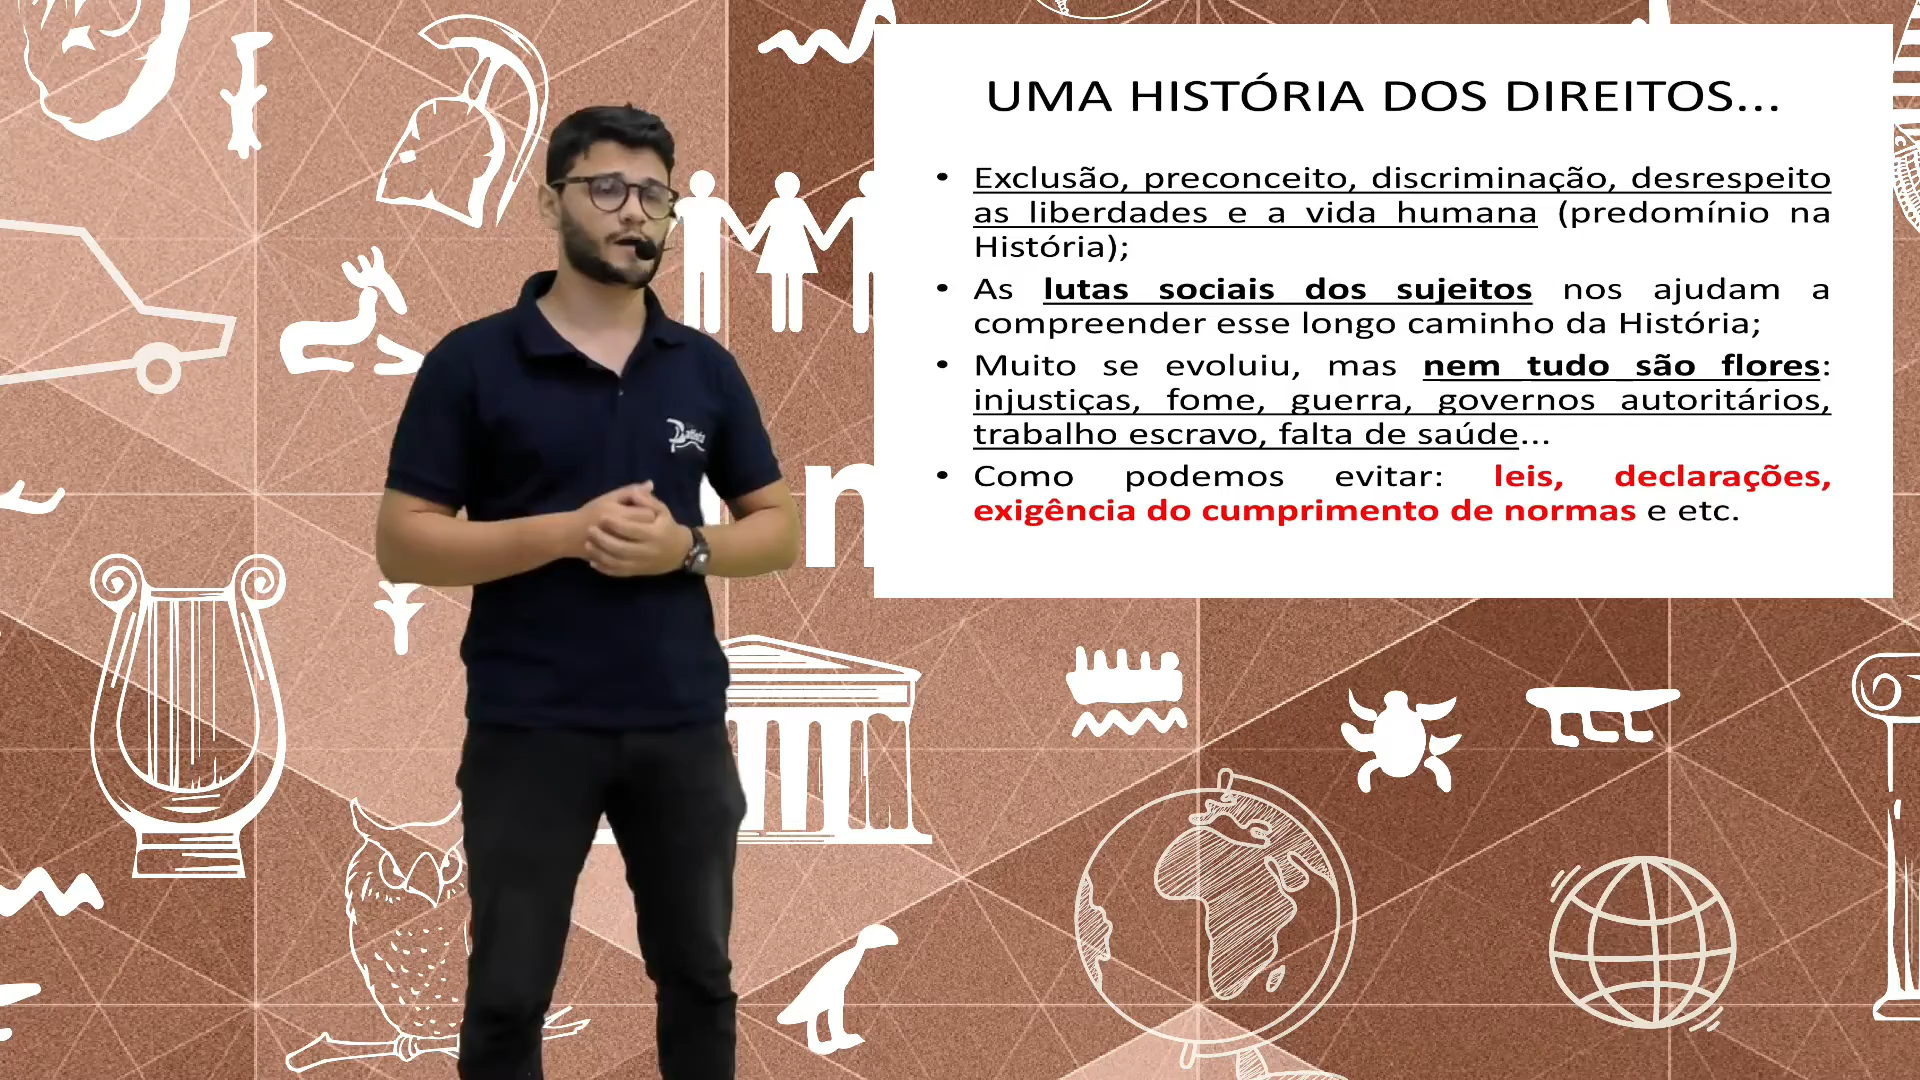 UMA HISTÓRIA DOS DIREITOS...
• Exclusão, preconceito, discriminação, desrespeito
as liberdades e a vida humana (predomínio na
História);
• As lutas sociais dos sujeitos nos ajudam a
compreender esse longo caminho da História;
• Muito se evoluiu, mas nem tudo são flores:
injustiças, fome, guerra, governos autoritários,
trabalho escravo, falta de saúde...
• Como podemos evitar: leis, declarações,
exigência do cumprimento de normas e etc.